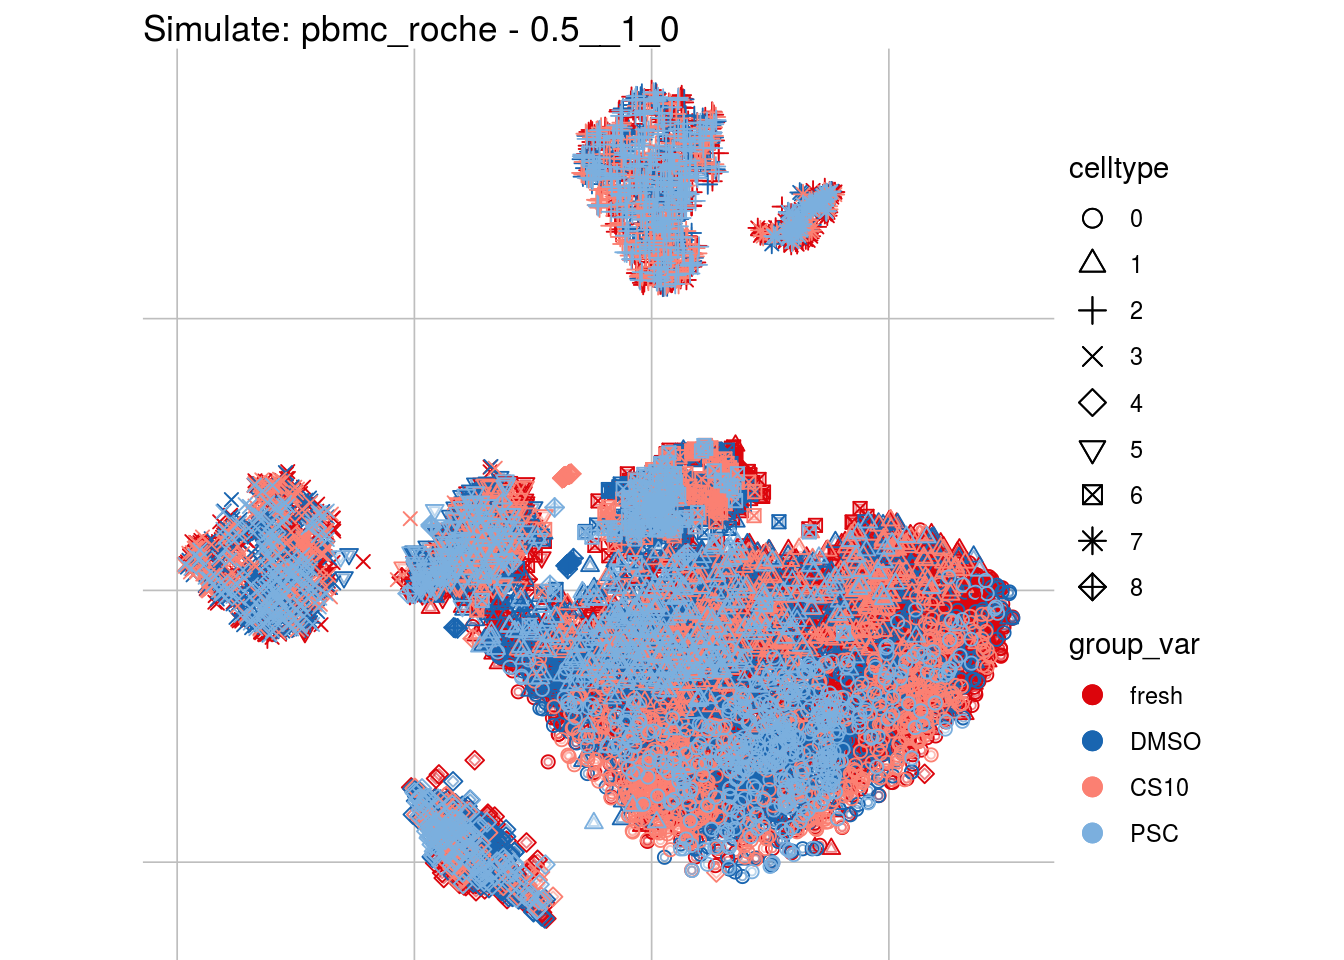 Simulate: pbmc_roche - 0.5__1_0
celltype
0
1
2
3
4
5
6
7
8
group_var
fresh
DMSO
CS10
PSC